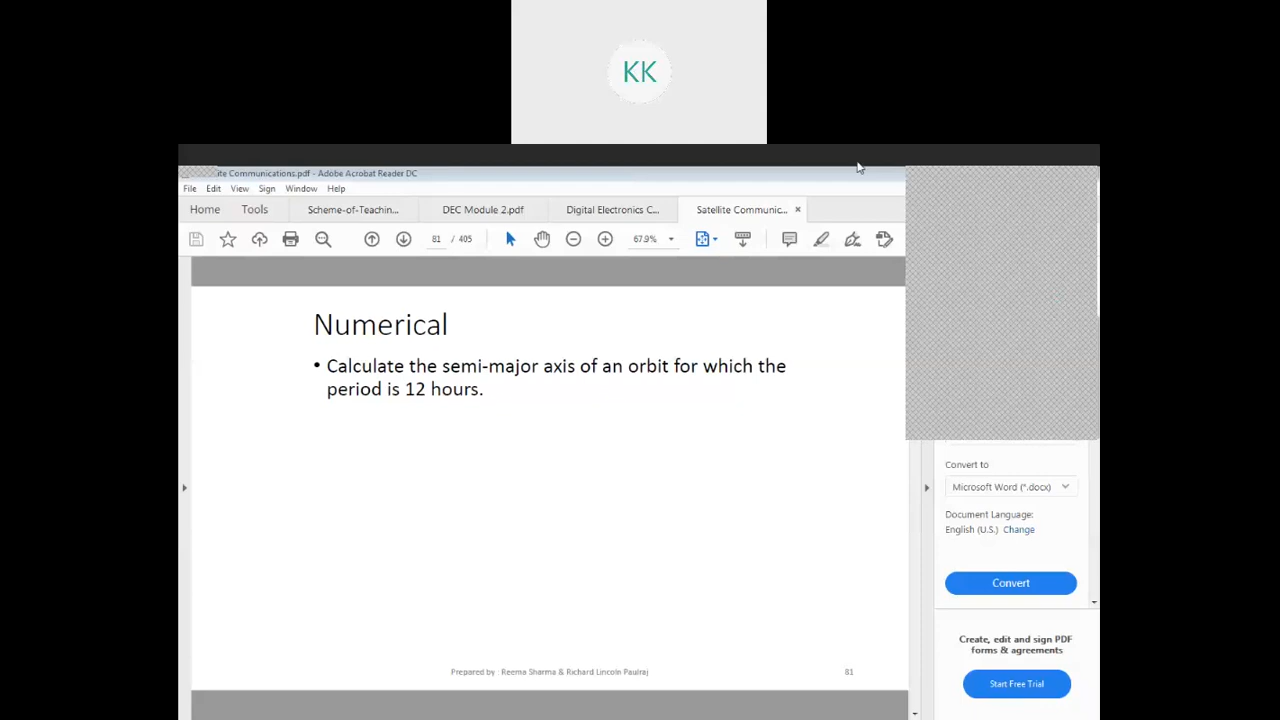 KK
ite Communications.pdf - Adobe Acrobat Reader DC
File Edit View Sign Window Help
Home Tools Scheme-of-Teachin... DEC Module 2.pdf Digital Electronics C... Satellite Communic... ×
81 / 405 67.9%
Numerical
• Calculate the semi-major axis of an orbit for which the
period is 12 hours.
Convert to
Microsoft Word (*.docx)
Document Language:
English (U.S.) Change
Convert
Create, edit and sign PDF
forms & agreements
Start Free Trial
Prepared by : Reema Sharma & Richard Lincoln Paulraj 81